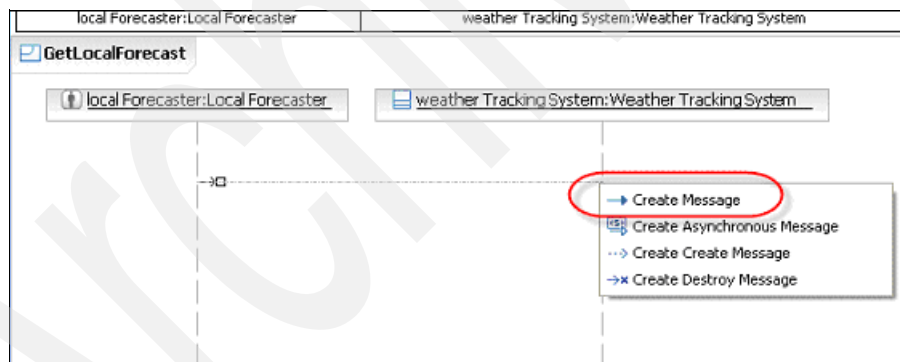 local Forecaster:Local Forecaster weather Tracking System:Weather Tracking System
GetLocalForecast
local Forecaster:Local Forecaster weather Tracking System:Weather Tracking System
Create Message
Create Asynchronous Message
Create Create Message
Create Destroy Message